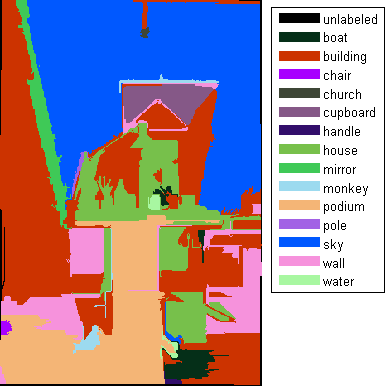 unlabeled
boat
building
chair
church
cupboard
handle
house
mirror
monkey
podium
pole
sky
wall
water